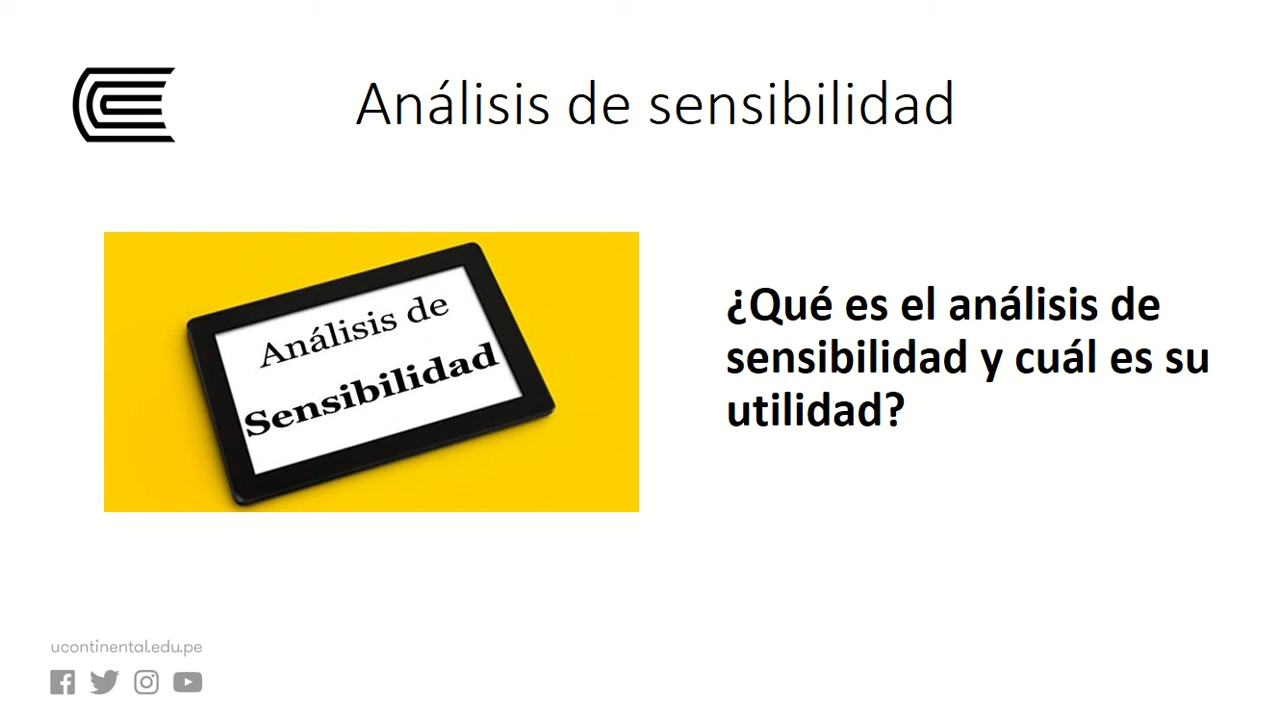 Análisis de sensibilidad
Análisis de
Sensibilidad
¿Qué es el análisis de
sensibilidad y cuál es su
utilidad?
ucontinental.edu.pe